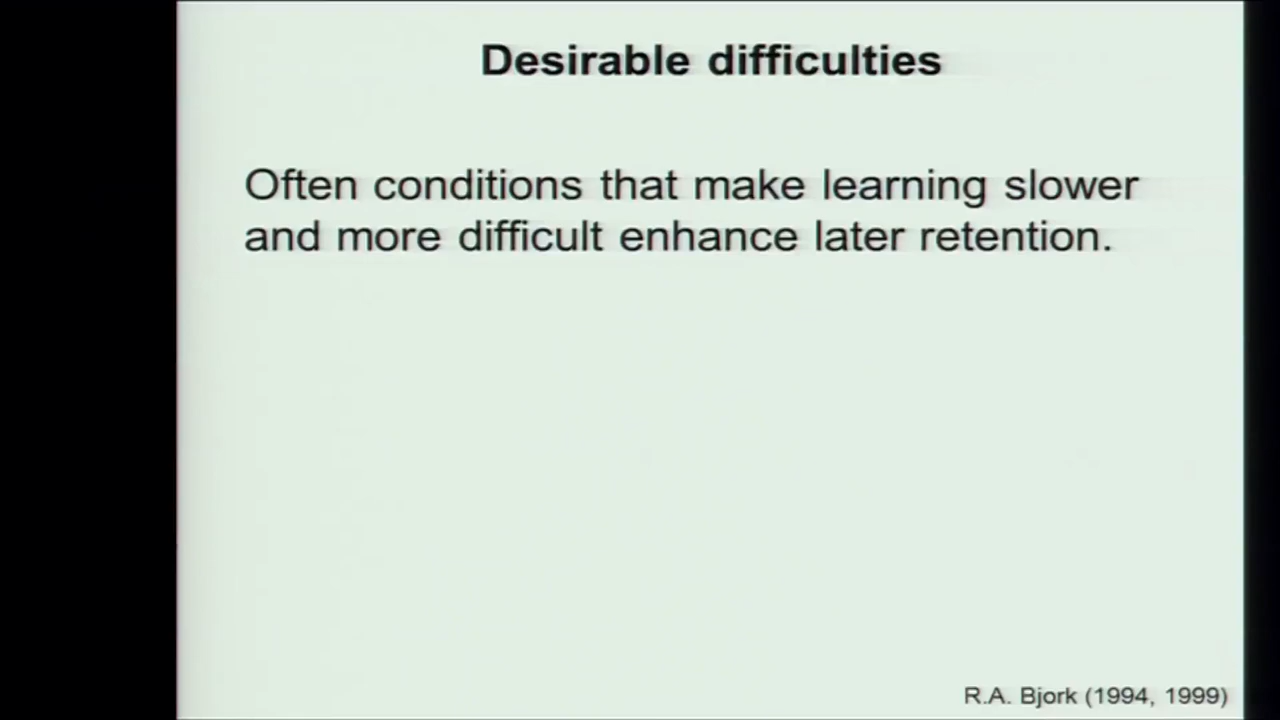 Desirable difficulties
Often conditions that make learning slower
and more difficult enhance later retention.
R.A. Bjork (1994, 1999)